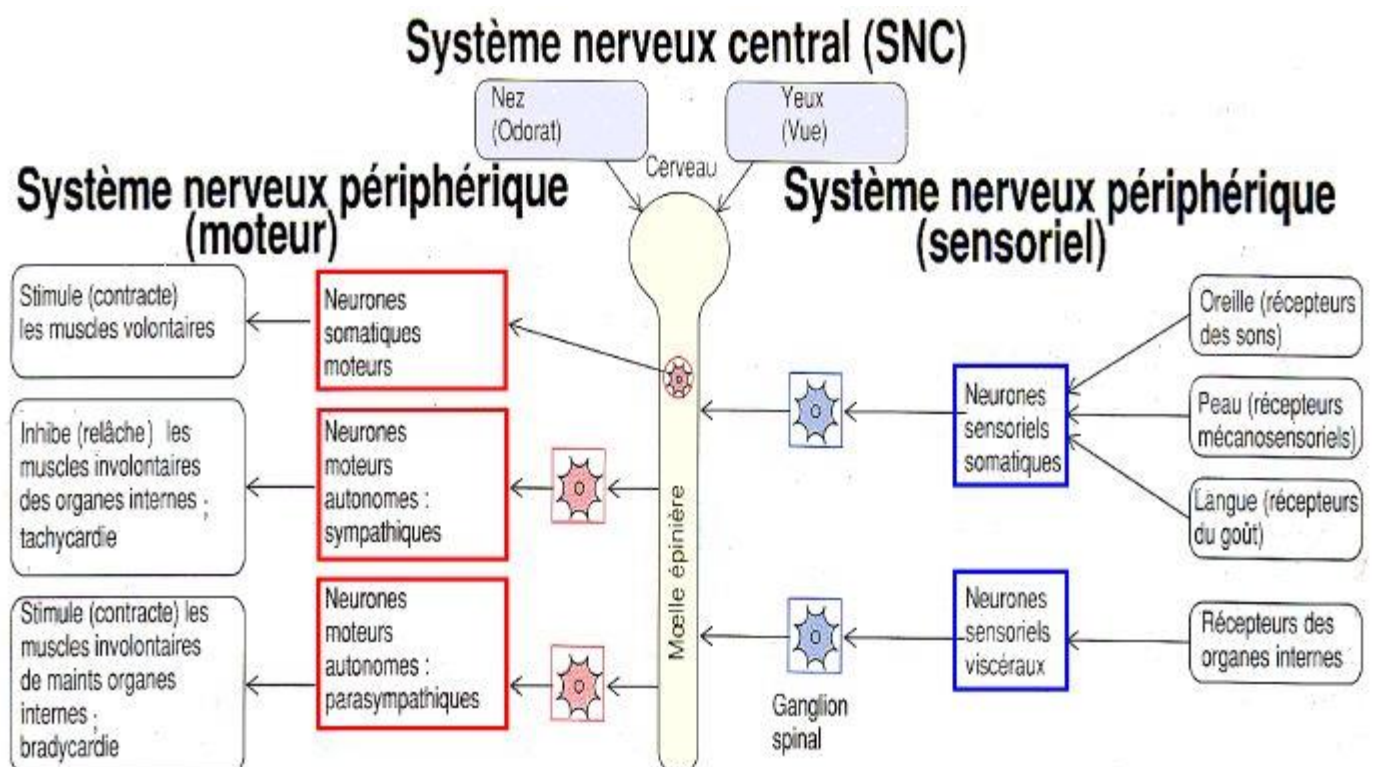 Système nerveux central (SNC)
Nez
(Odorat)
Yeux
(Vue)
Cerveau
Système nerveux périphérique
(moteur)
Système nerveux périphérique
(sensoriel)
Stimule (contracte)
les muscles volontaires
Neurones
somatiques
moteurs
Inhibe (relâche) les
muscles involontaires
des organes internes ;
tachycardie
Neurones
moteurs
autonomes :
sympathiques
Stimule (contracte) les
muscles involontaires
de maints organes
internes ;
bradycardie
Neurones
moteurs
autonomes :
parasympathiques
Mœlle épinière
Ganglion
spinal
Neurones
sensoriels
somatiques
Neurones
sensoriels
viscéraux
Oreille (récepteurs
des sons)
Peau (récepteurs
mécanosensoriels)
Langue (récepteurs
du goût)
Récepteurs des
organes internes